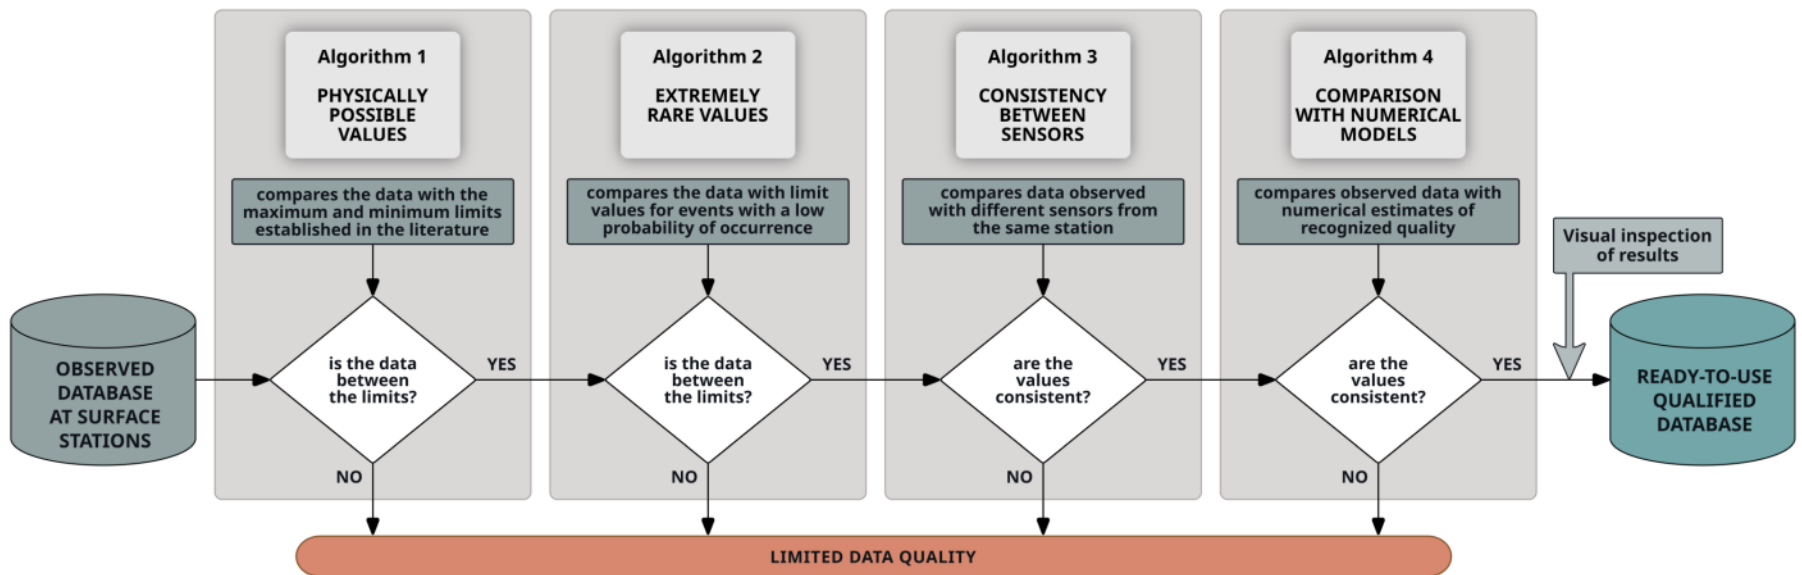 Algorithm 1
PHYSICALLY
POSSIBLE
VALUES
compares the data with the
maximum and minimum limits
established in the literature
is the data
between
the limits?
YES
NO
Algorithm 2
EXTREMELY
RARE VALUES
compares the data with limit
values for events with a low
probability of occurrence
is the data
between
the limits?
YES
NO
Algorithm 3
CONSISTENCY
BETWEEN
SENSORS
compares data observed
with different sensors from
the same station
are the
values
consistent?
YES
NO
Algorithm 4
COMPARISON
WITH NUMERICAL
MODELS
compares observed data with
numerical estimates of
recognized quality
are the
values
consistent?
YES
NO
Visual inspection
of results
OBSERVED
DATABASE
AT SURFACE
STATIONS
READY-TO-USE
QUALIFIED
DATABASE
LIMITED DATA QUALITY